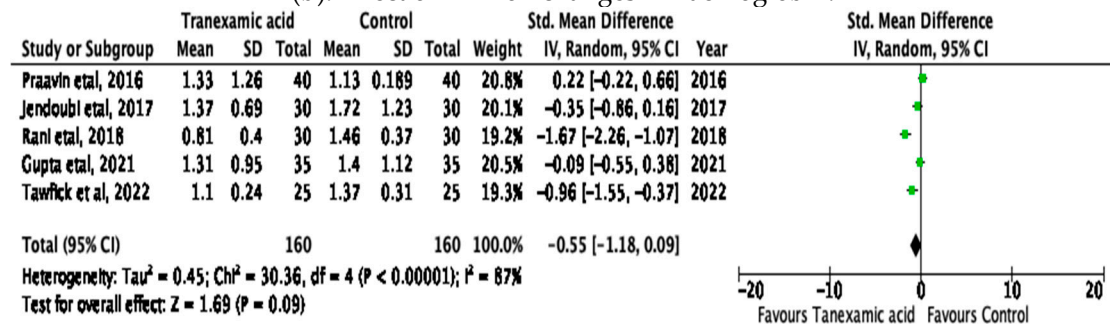 Tranexamic acid Control Std. Mean Difference Std. Mean Difference
Study or Subgroup Mean SD Total Mean SD Total Weight IV, Random, 95% CI Year IV, Random, 95% CI
Praavin etal, 2016 1.33 1.26 40 1.13 0.189 40 20.8% 0.22 [-0.22, 0.66] 2016
Jendoubi etal, 2017 1.37 0.69 30 1.72 1.23 30 20.1% -0.35 [-0.86, 0.16] 2017
Rani etal, 2018 0.81 0.4 30 1.46 0.37 30 19.2% -1.67 [-2.26, -1.07] 2018
Gupta etal, 2021 1.31 0.95 35 1.4 1.12 35 20.5% -0.09 [-0.55, 0.38] 2021
Tawfick et al, 2022 1.1 0.24 25 1.37 0.31 25 19.3% -0.96 [-1.55, -0.37] 2022
Total (95% CI) 160 160 100.0% -0.55 [-1.18, 0.09]
Heterogeneity: Tau² = 0.45; Chi² = 30.36, df = 4 (P < 0.00001); I² = 87%
Test for overall effect: Z = 1.69 (P = 0.09)
-20 -10 0 10 20
Favours Tranexamic acid Favours Control